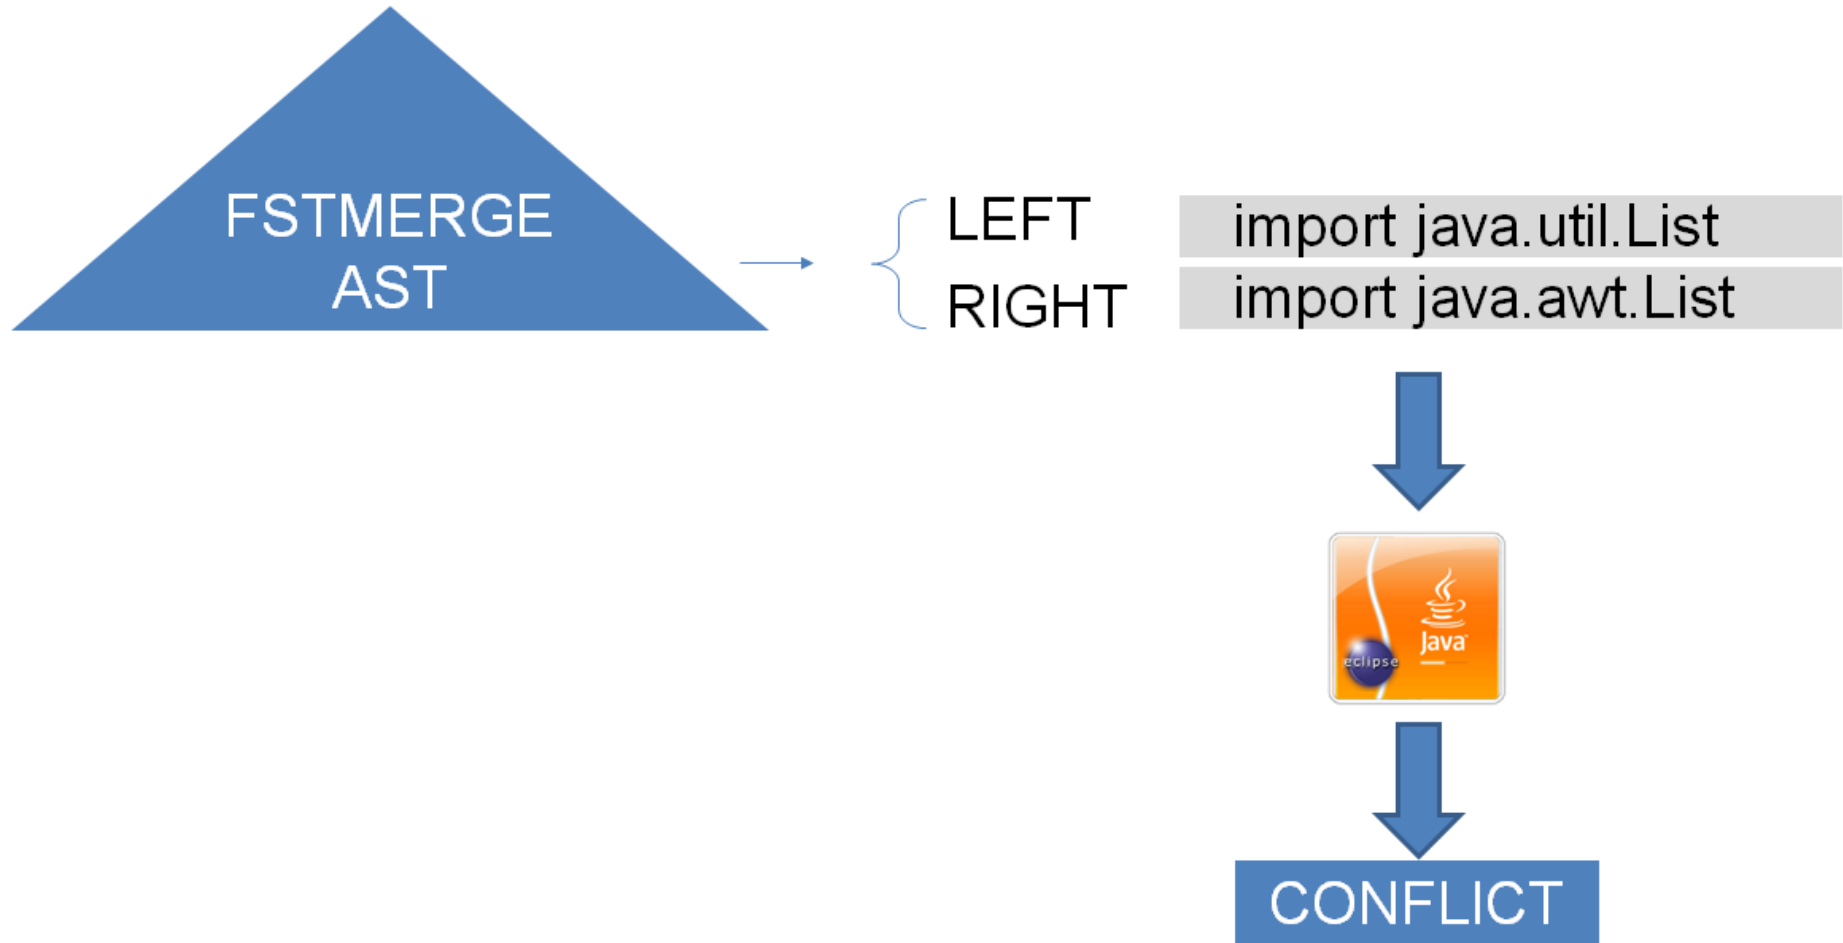 FSTMERGE
AST
LEFT
import java.util.List
RIGHT
import java.awt.List
Java
eclipse
CONFLICT